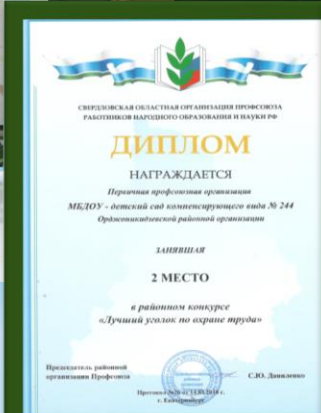 СВЕРДЛОВСКАЯ ОБЛАСТНАЯ ОРГАНИЗАЦИЯ ПРОФСОЮЗА
РАБОТНИКОВ НАРОДНОГО ОБРАЗОВАНИЯ И НАУКИ РФ
ДИПЛОМ
НАГРАЖДАЕТСЯ
Первичная профсоюзная организация
МБДОУ - детский сад компенсирующего вида № 244
Орджоникидзевской районной организации
ЗАНЯВШАЯ
2 МЕСТО
в районном конкурсе
«Лучший уголок по охране труда»
Председатель районной
организации Профсоюза
С.Ю. Даниленко
Протокол
г. Екатеринбург